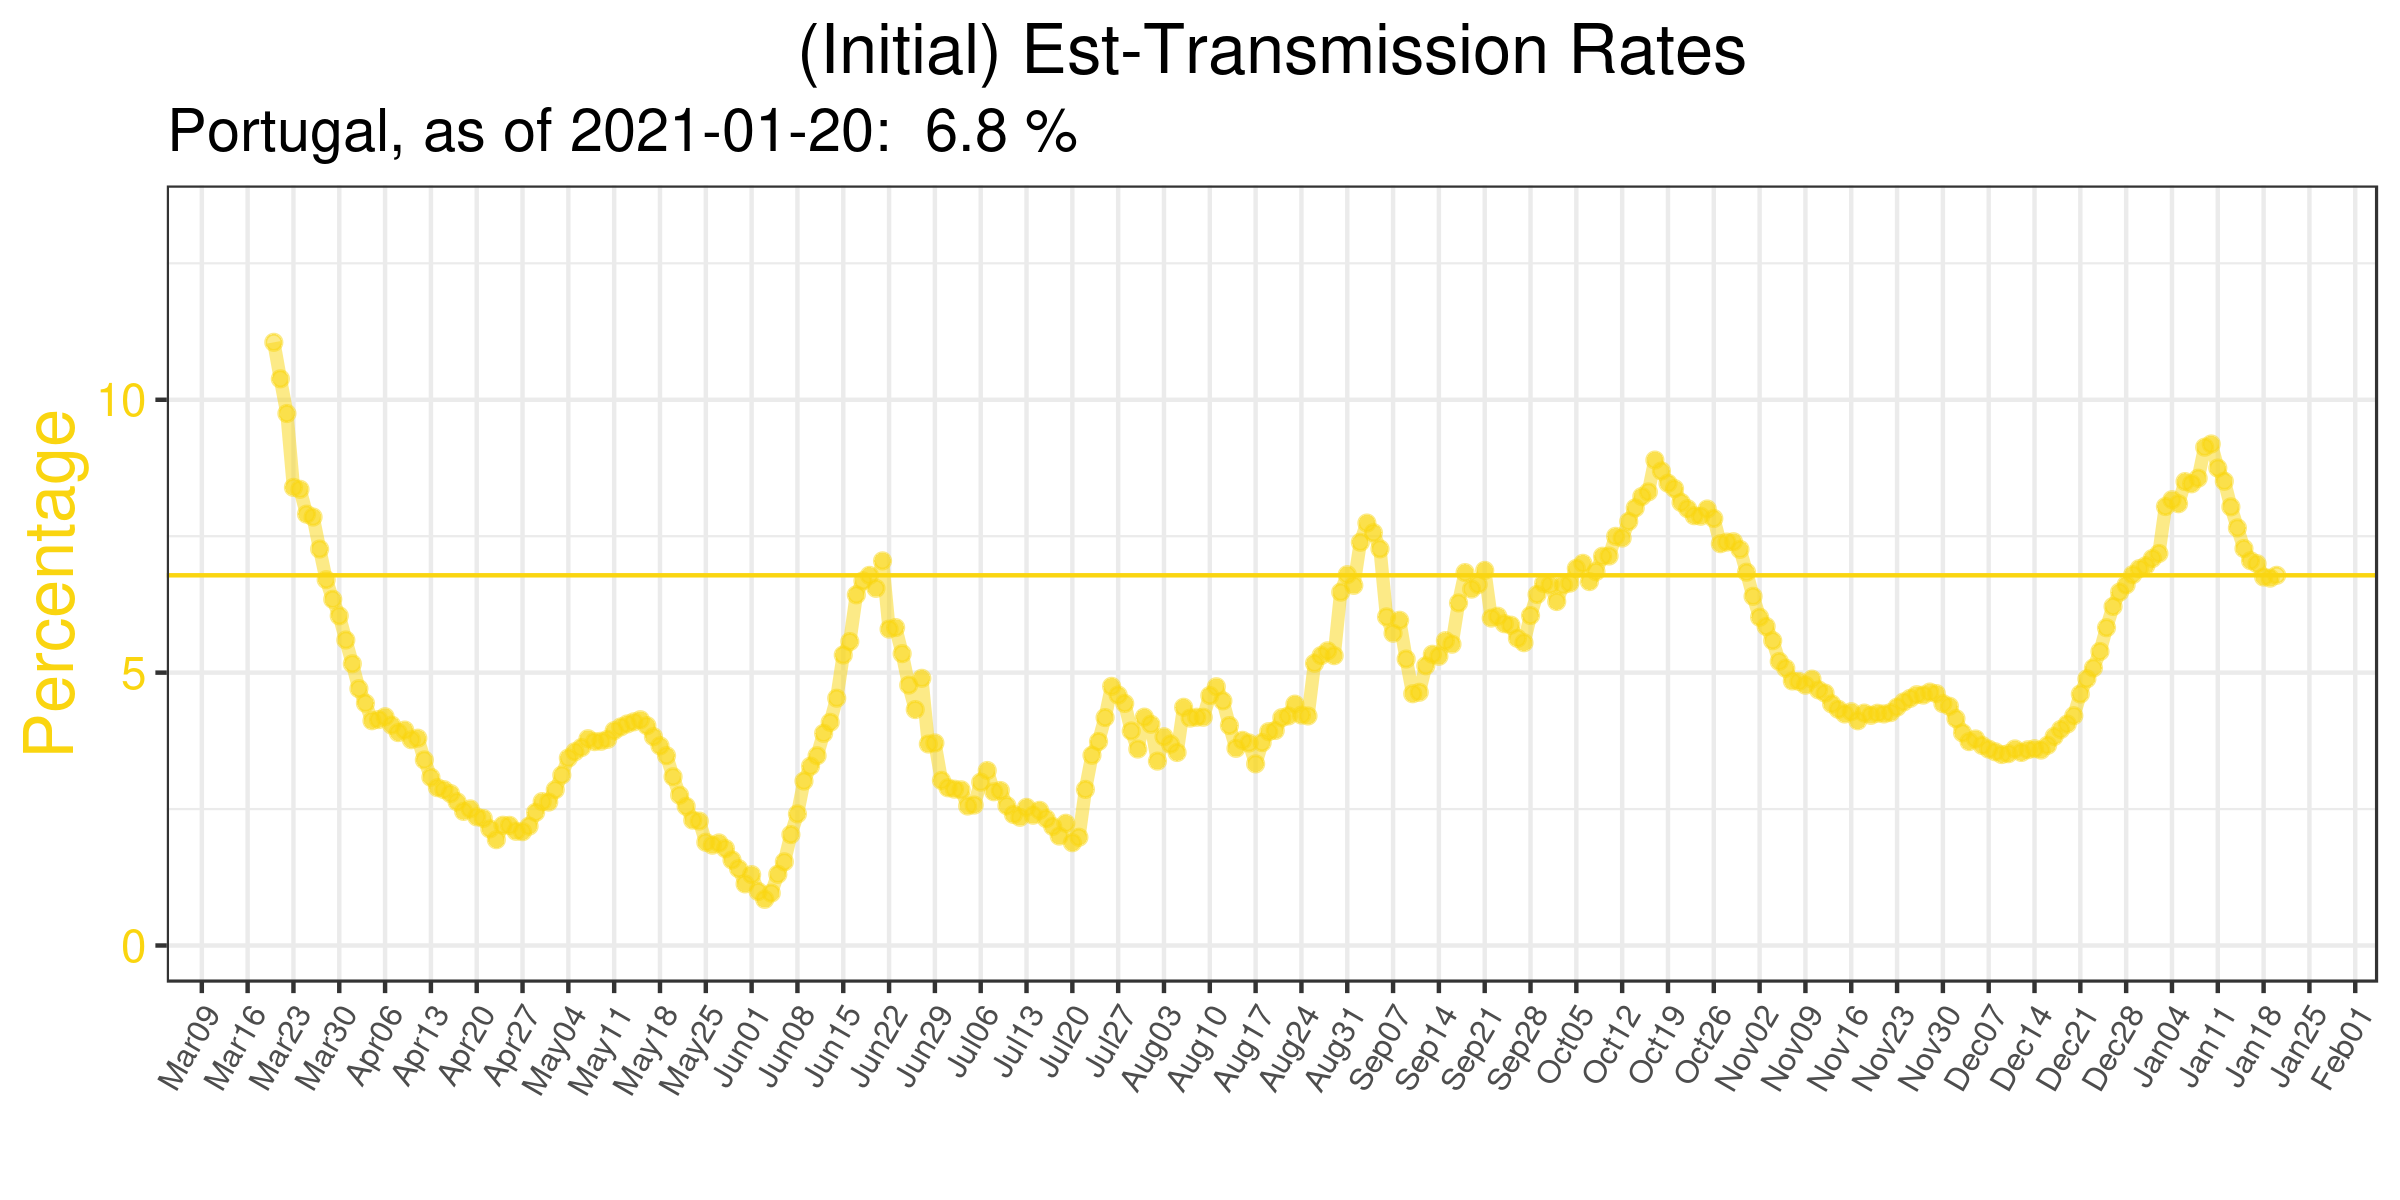 (Initial) Est-Transmission Rates
Portugal, as of 2021-01-20:  6.8 %
Percentage
10
5
0
Mar09
Mar16
Mar23
Mar30
Apr06
Apr13
Apr20
Apr27
May04
May11
May18
May25
Jun01
Jun08
Jun15
Jun22
Jun29
Jul06
Jul13
Jul20
Jul27
Aug03
Aug10
Aug17
Aug24
Aug31
Sep07
Sep14
Sep21
Sep28
Oct05
Oct12
Oct19
Oct26
Nov02
Nov09
Nov16
Nov23
Nov30
Dec07
Dec14
Dec21
Dec28
Jan04
Jan11
Jan18
Jan25
Feb01